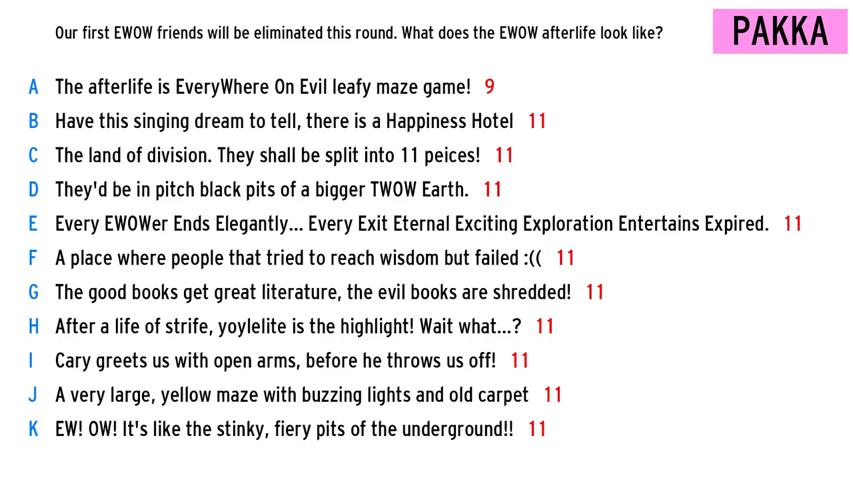 Our first EWOW friends will be eliminated this round. What does the EWOW afterlife look like?
PAKKA
A The afterlife is EveryWhere On Evil leafy maze game! 9
B Have this singing dream to tell, there is a Happiness Hotel 11
C The land of division. They shall be split into 11 peices! 11
D They'd be in pitch black pits of a bigger TWOW Earth. 11
E Every EWOWer Ends Elegantly... Every Exit Eternal Exciting Exploration Entertains Expired. 11
F A place where people that tried to reach wisdom but failed :(( 11
G The good books get great literature, the evil books are shredded! 11
H After a life of strife, yoylelite is the highlight! Wait what...? 11
I Cary greets us with open arms, before he throws us off! 11
J A very large, yellow maze with buzzing lights and old carpet 11
K EW! OW! It's like the stinky, fiery pits of the underground!! 11